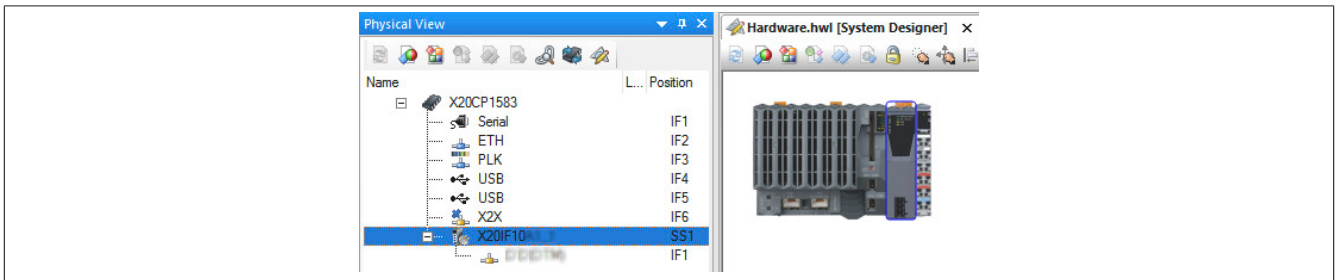 Physical View
Hardware.hwl [System Designer]
Name L... Position
X20CP1583
Serial IF1
ETH IF2
PLK IF3
USB IF4
USB IF5
X2X IF6
X20IF10 SS1
IF1